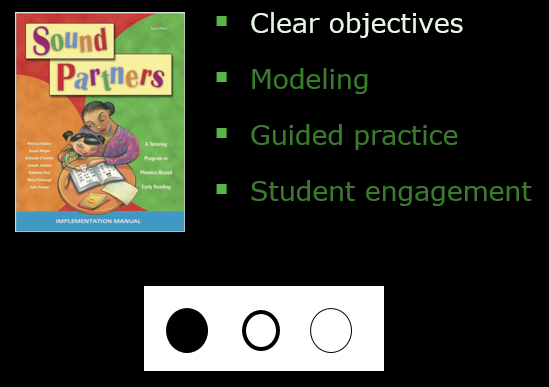 Sound
Partners
A Tutoring
Program in
Phonics-Based
Early Reading
IMPLEMENTATION MANUAL
Clear objectives
Modeling
Guided practice
Student engagement